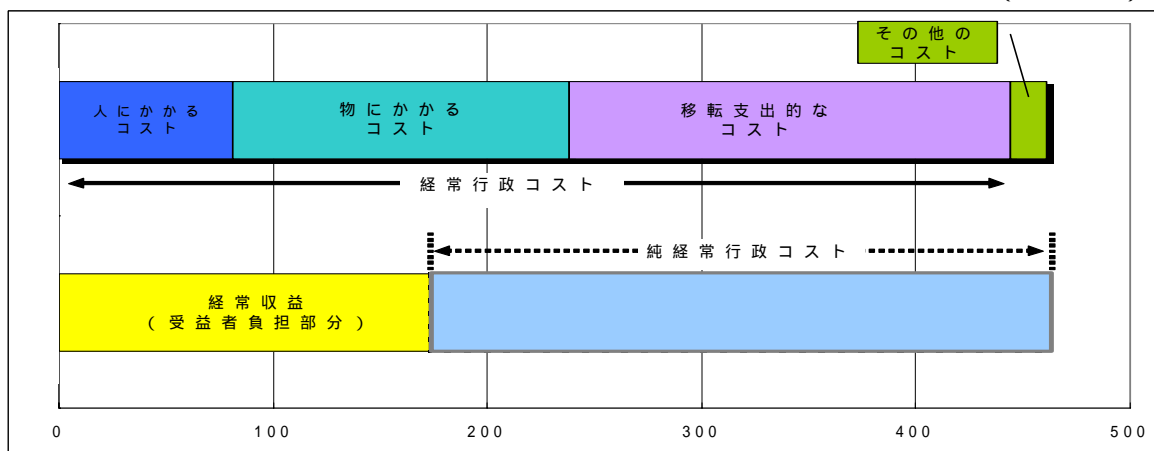 その他の
コスト
人にかかる
コスト
物にかかる
コスト
移転支出的な
コスト
経常行政コスト
純経常行政コスト
経常収益
(受益者負担部分)
0 100 200 300 400 500